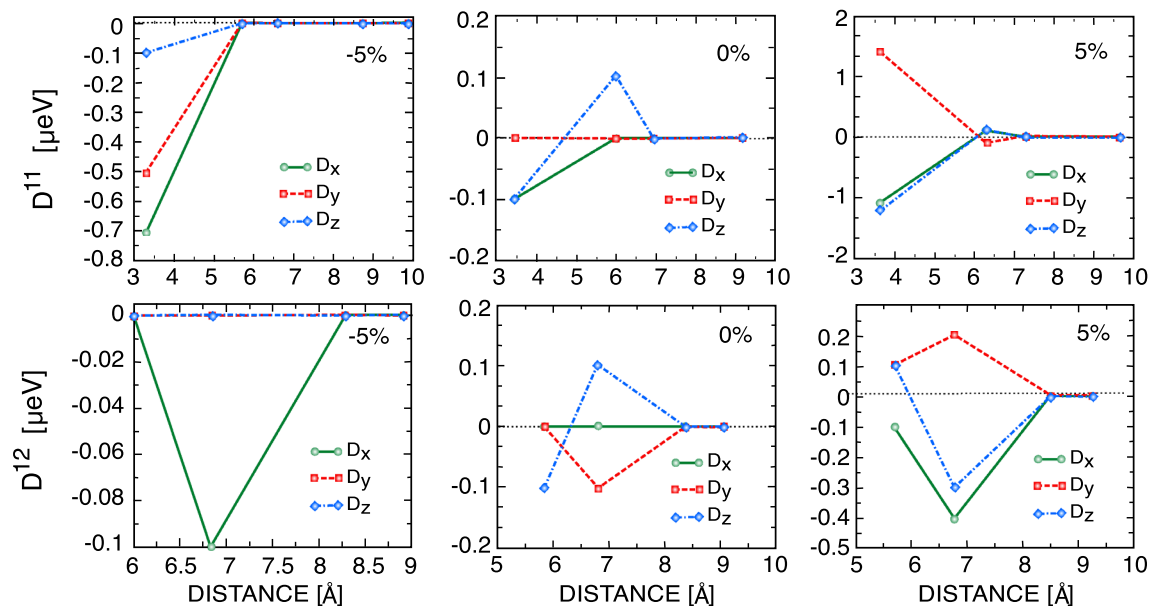 D11 [µeV]
0
-0.1
-0.2
-0.3
-0.4
-0.5
-0.6
-0.7
-0.8
-5%
Dx
Dy
Dz
3 4 5 6 7 8 9 10
0.2
0.1
0
-0.1
-0.2
0%
Dx
Dy
Dz
3 4 5 6 7 8 9 10
2
1
0
-1
-2
5%
Dx
Dy
Dz
3 4 5 6 7 8 9 10
D12 [µeV]
0
-0.02
-0.04
-0.06
-0.08
-0.1
-5%
Dx
Dy
Dz
6 6.5 7 7.5 8 8.5 9
DISTANCE [Å]
0.2
0.1
0
-0.1
-0.2
0%
Dx
Dy
Dz
5 6 7 8 9 10
DISTANCE [Å]
0.2
0.1
0
-0.1
-0.2
-0.3
-0.4
-0.5
5%
Dx
Dy
Dz
5 6 7 8 9 10
DISTANCE [Å]